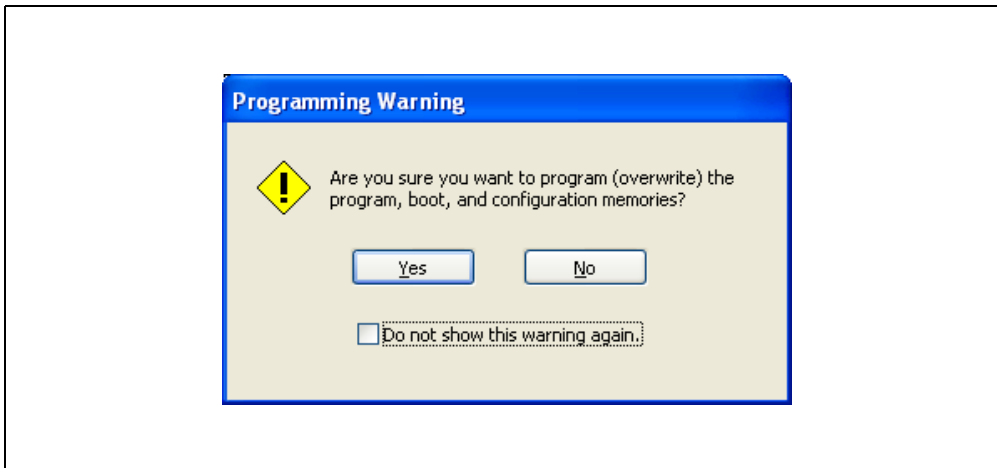 Programming Warning
Are you sure you want to program (overwrite) the
program, boot, and configuration memories?
Yes
No
Do not show this warning again.